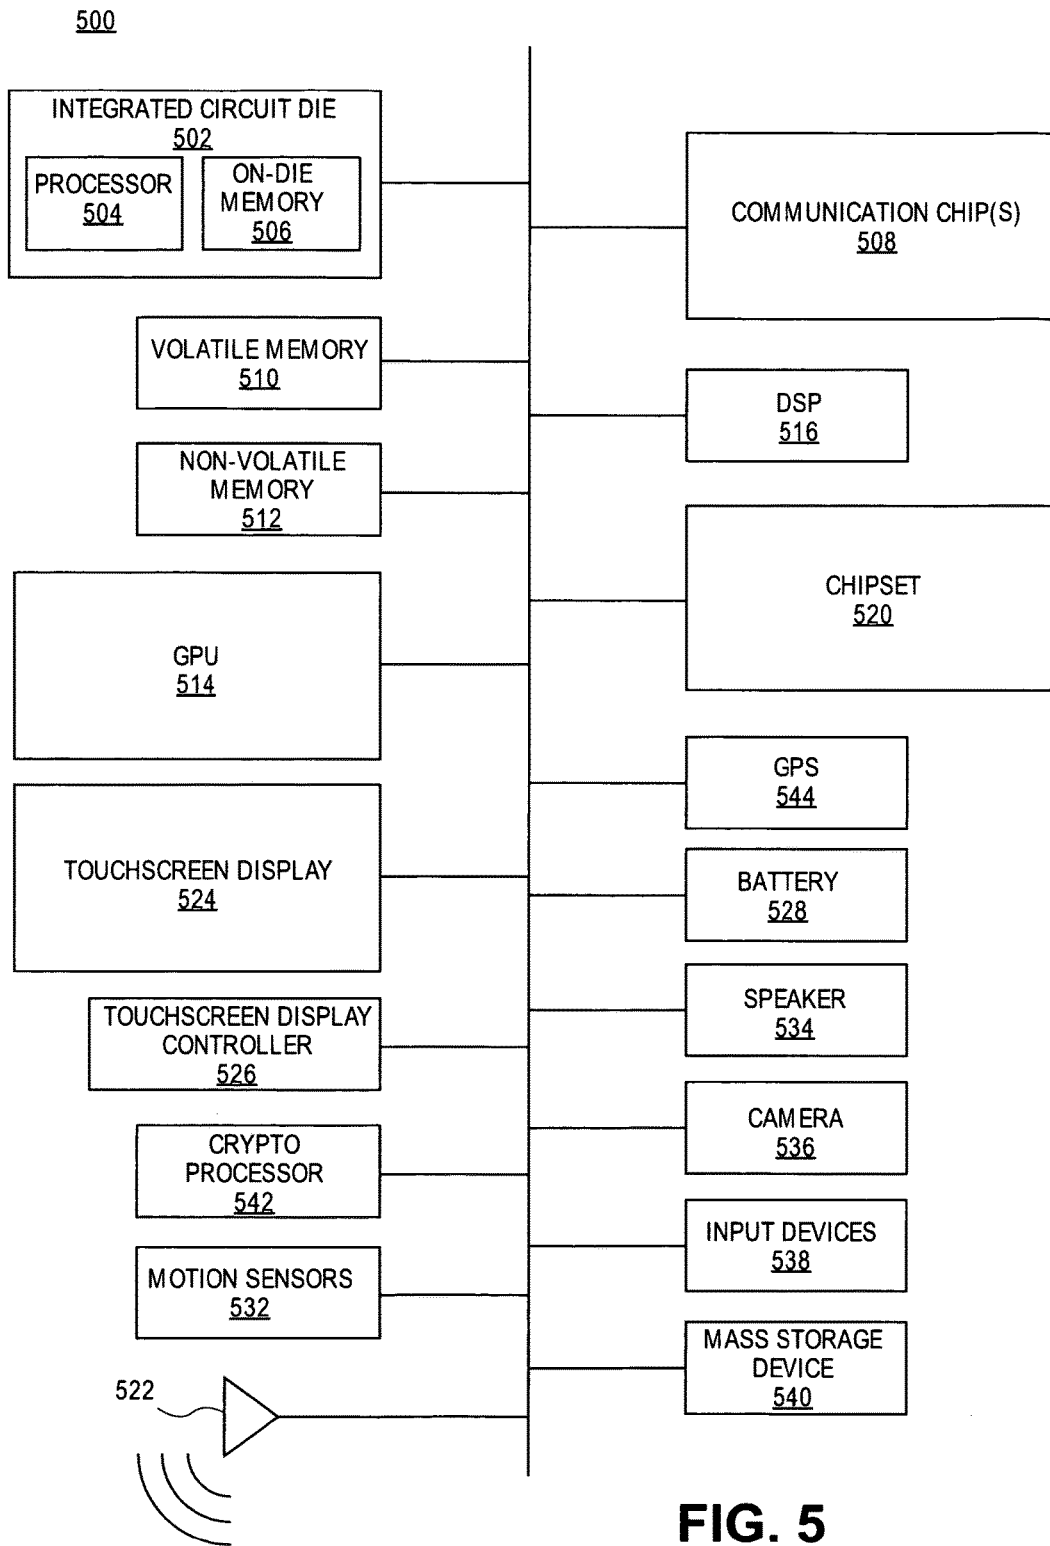 500
INTEGRATED CIRCUIT DIE
502
PROCESSOR
504
ON-DIE
MEMORY
506
COMMUNICATION CHIP(S)
508
VOLATILE MEMORY
510
DSP
516
NON-VOLATILE
MEMORY
512
CHIPSET
520
GPU
514
GPS
544
TOUCHSCREEN DISPLAY
524
BATTERY
528
SPEAKER
534
TOUCHSCREEN DISPLAY
CONTROLLER
526
CAMERA
536
CRYPTO
PROCESSOR
542
INPUT DEVICES
538
MOTION SENSORS
532
MASS STORAGE
DEVICE
540
522
FIG. 5